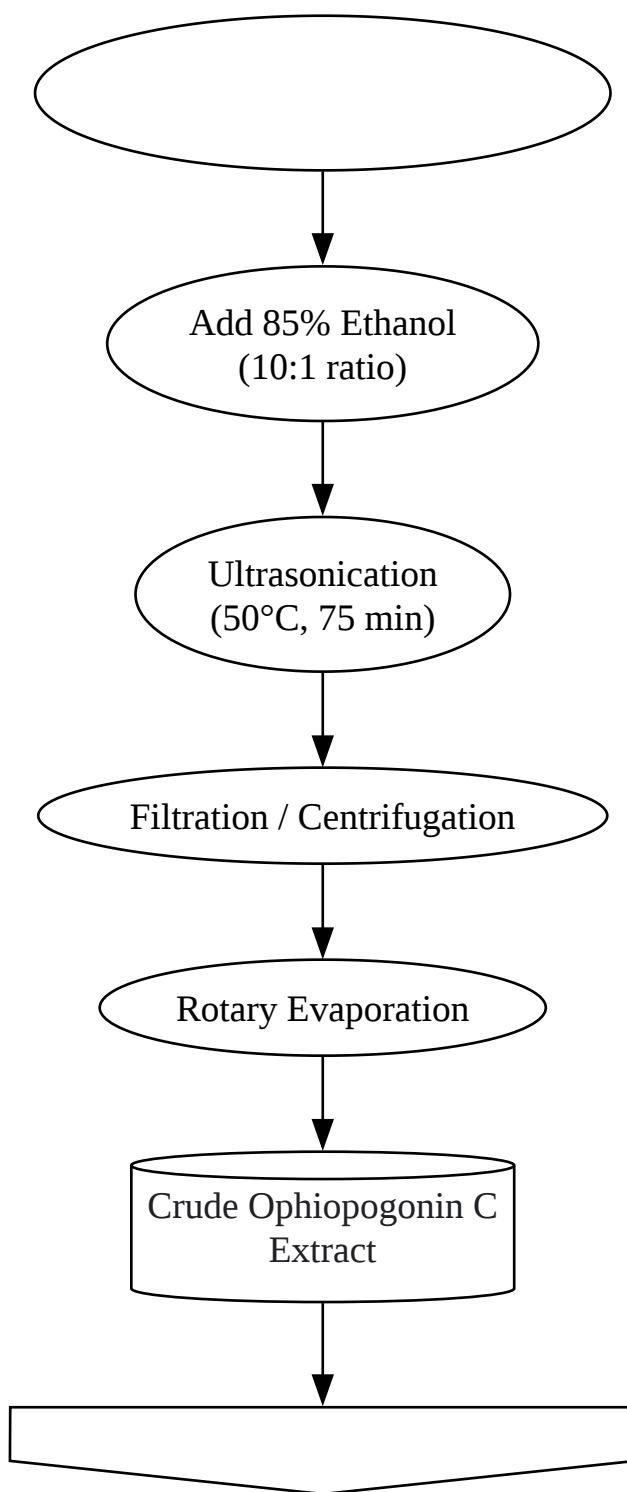 Add 85% Ethanol
(10:1 ratio)
Ultrasonication
(50°C, 75 min)
Filtration / Centrifugation
Rotary Evaporation
Crude Ophiopogonin C
Extract